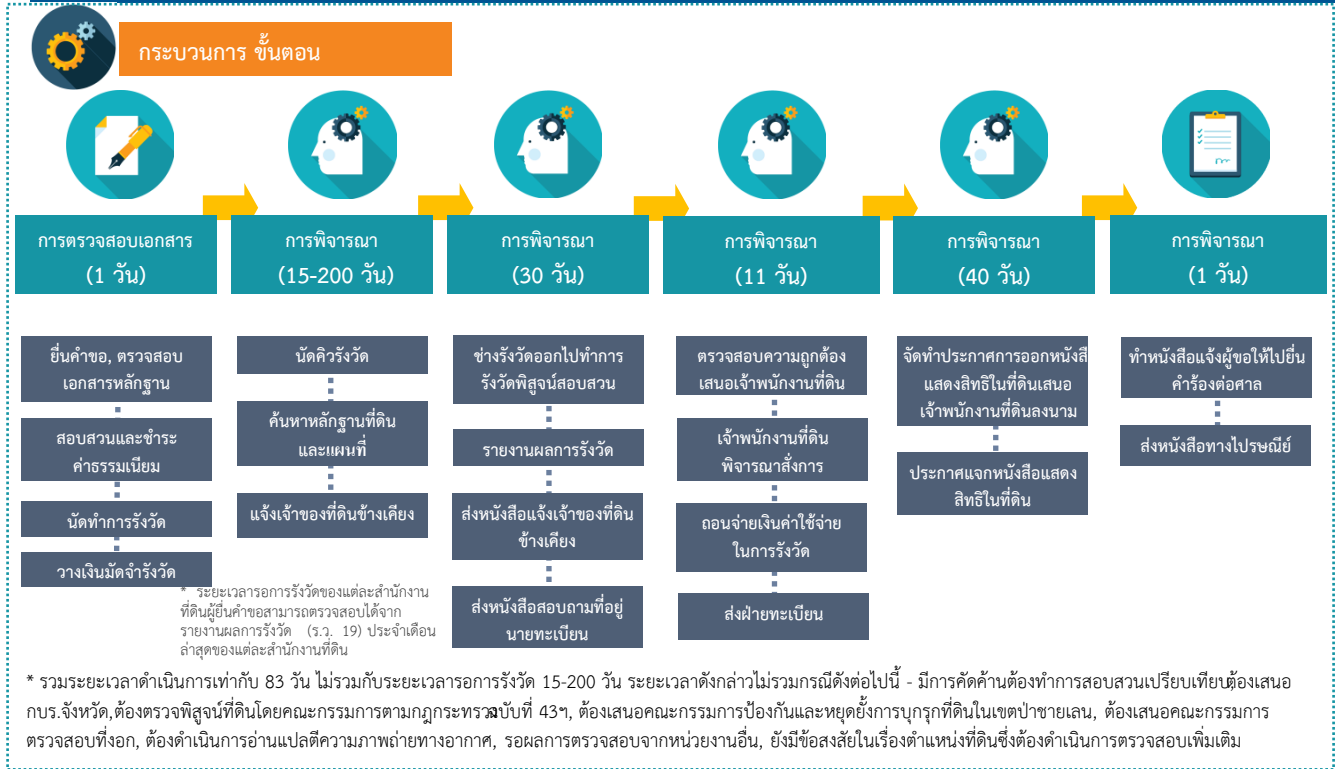 กระบวนการ ขั้นตอน
การตรวจสอบเอกสาร
(1 วัน)
การพิจารณา
(15-200 วัน)
การพิจารณา
(30 วัน)
การพิจารณา
(11 วัน)
การพิจารณา
(40 วัน)
การพิจารณา
(1 วัน)
ยื่นคำขอ, ตรวจสอบ
เอกสารหลักฐาน
สอบสวนและชำระ
ค่าธรรมเนียม
นัดทำการรังวัด
วางเงินมัดจำรังวัด
นัดคิวรังวัด
ค้นหาหลักฐานที่ดิน
และแผนที่
แจ้งเจ้าของที่ดินข้างเคียง
* ระยะเวลารอการรังวัดของแต่ละสำนักงาน
ที่ดินผู้ยื่นคำขอสามารถตรวจสอบได้จาก
รายงานผลการรังวัด (ร.ว. 19) ประจำเดือน
ล่าสุดของแต่ละสำนักงานที่ดิน
ช่างรังวัดออกไปทำการ
รังวัดพิสูจน์สอบสวน
รายงานผลการรังวัด
ส่งหนังสือแจ้งเจ้าของที่ดิน
ข้างเคียง
ส่งหนังสือสอบถามที่อยู่
นายทะเบียน
ตรวจสอบความถูกต้อง
เสนอเจ้าพนักงานที่ดิน
เจ้าพนักงานที่ดิน
พิจารณาสั่งการ
ถอนจ่ายเงินค่าใช้จ่าย
ในการรังวัด
ส่งฝ่ายทะเบียน
จัดทำประกาศการออกหนังสื
แสดงสิทธิในที่ดินเสนอ
เจ้าพนักงานที่ดินลงนาม
ประกาศแจกหนังสือแสดง
สิทธิในที่ดิน
ทำหนังสือแจ้งผู้ขอให้ไปยื่น
คำร้องต่อศาล
ส่งหนังสือทางไปรษณีย์
* รวมระยะเวลาดำเนินการเท่ากับ 83 วัน ไม่รวมกับระยะเวลารอการรังวัด 15-200 วัน ระยะเวลาดังกล่าวไม่รวมกรณีดังต่อไปนี้ - มีการคัดค้านต้องทำการสอบสวนเปรียบเทียบ,ต้องเสนอ
กบร.จังหวัด,ต้องตรวจพิสูจน์ที่ดินโดยคณะกรรมการตามกฎกระทรวงฉบับที่ 43ฯ, ต้องเสนอคณะกรรมการป้องกันและหยุดยั้งการบุกรุกที่ดินในเขตป่าชายเลน, ต้องเสนอคณะกรรมการ
ตรวจสอบที่งอก, ต้องดำเนินการอ่านแปลตีความภาพถ่ายทางอากาศ, รอผลการตรวจสอบจากหน่วยงานอื่น, ยังมีข้อสงสัยในเรื่องตำแหน่งที่ดินซึ่งต้องดำเนินการตรวจสอบเพิ่มเติม